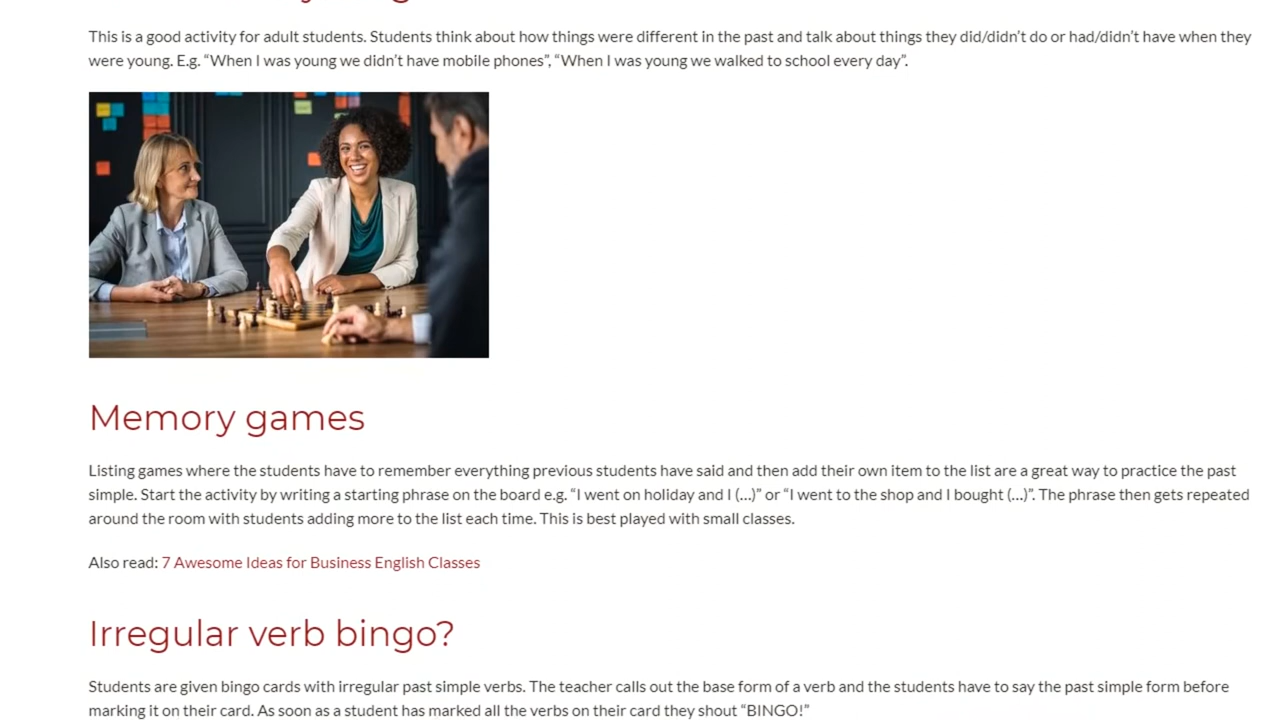 This is a good activity for adult students. Students think about how things were different in the past and talk about things they did/didn’t do or had/didn’t have when they
were young. E.g. “When I was young we didn’t have mobile phones”, “When I was young we walked to school every day”.
Memory games
Listing games where the students have to remember everything previous students have said and then add their own item to the list are a great way to practice the past
simple. Start the activity by writing a starting phrase on the board e.g. “I went on holiday and I (…)” or “I went to the shop and I bought (…)”. The phrase then gets repeated
around the room with students adding more to the list each time. This is best played with small classes.
Also read: 7 Awesome Ideas for Business English Classes
Irregular verb bingo?
Students are given bingo cards with irregular past simple verbs. The teacher calls out the base form of a verb and the students have to say the past simple form before
marking it on their card. As soon as a student has marked all the verbs on their card they shout “BINGO!”